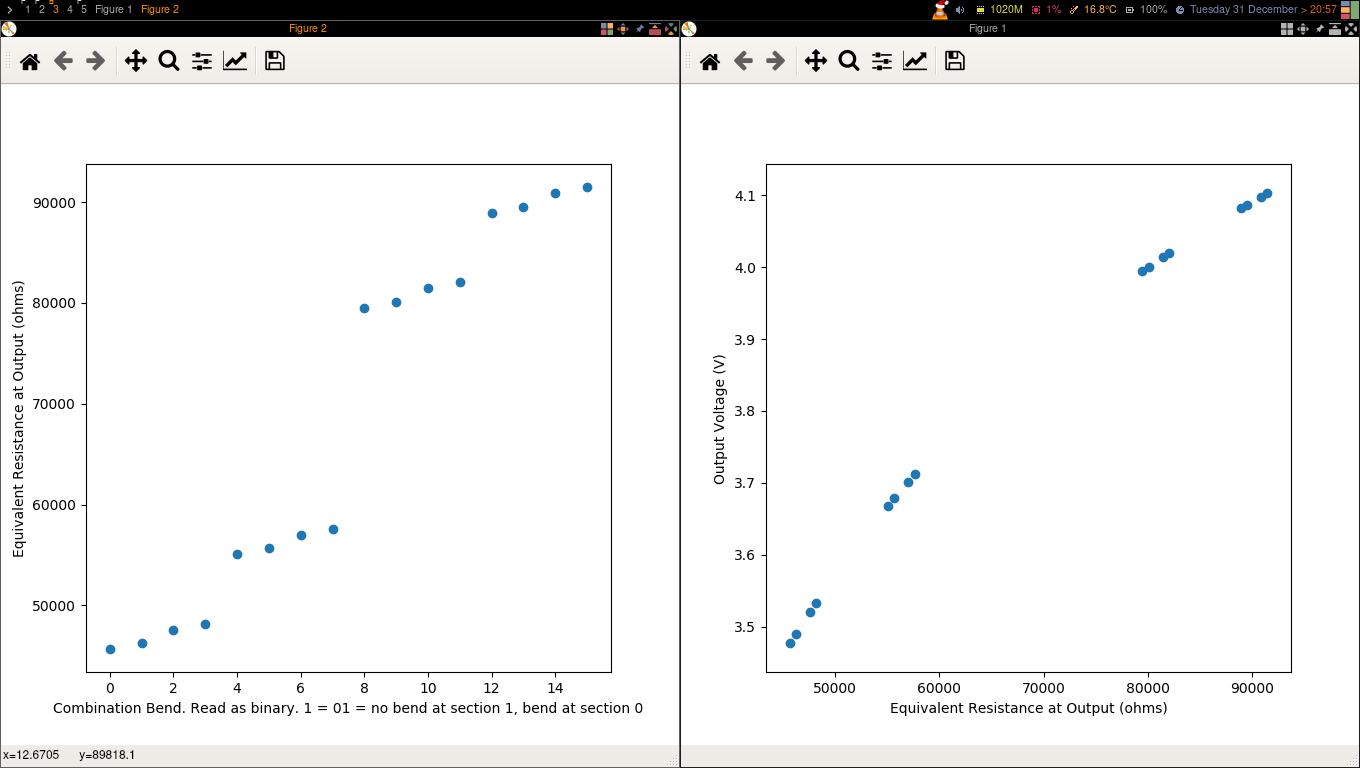 1 2 3 4 5 Figure 1 Figure 2
1020M 1% 16.8°C 100% Tuesday 31 December > 20:57
Figure 2
Figure 1
90000
80000
70000
60000
50000
Equivalent Resistance at Output (ohms)
0 2 4 6 8 10 12 14
Combination Bend. Read as binary. 1 = 01 = no bend at section 1, bend at section 0
x=12.6705 y=89818.1
4.1
4.0
3.9
3.8
3.7
3.6
3.5
Output Voltage (V)
50000 60000 70000 80000 90000
Equivalent Resistance at Output (ohms)